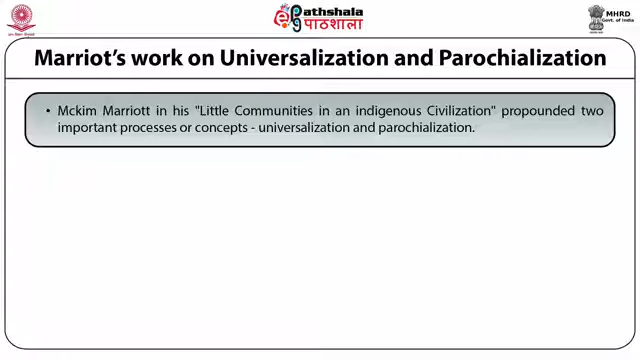 ePathshala
पाठशाला
MHRD
Govt. of India
Marriot's work on Universalization and Parochialization
• Mckim Marriott in his "Little Communities in an indigenous Civilization" propounded two
important processes or concepts - universalization and parochialization.